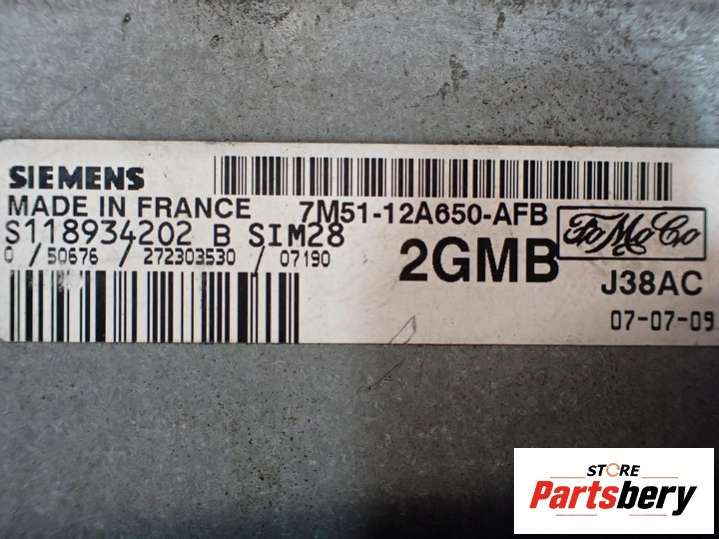 SIEMENS
MADE IN FRANCE 7M51-12A650-AFB
S118934202 B SIM28
0 / 50676 / 272303530 / 07190
2GMB
FoMoCo
J38AC
07-07-09
STORE
Partsbery